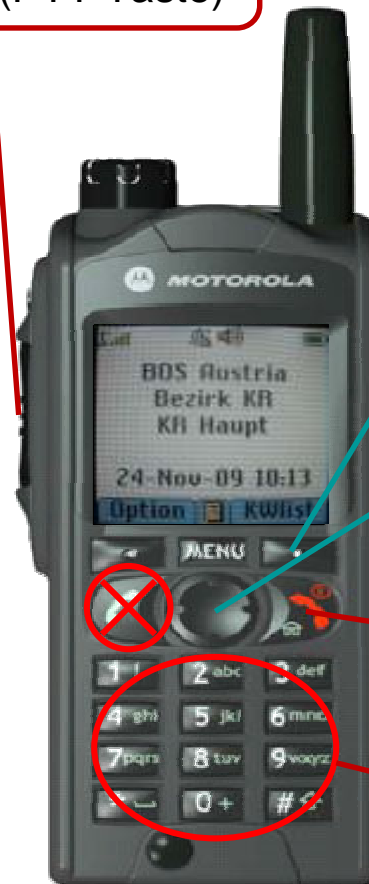 (PTT-Taste)
MOTOROLA
BOS Austria
Bezirk KR
KR Haupt
24-Nov-09 10:13
Option KWlist
MENU
1 2 abc 3 def
4 ghi 5 jkl 6 mno
7pqrs 8 tuv 9wxyz
* 0 + #